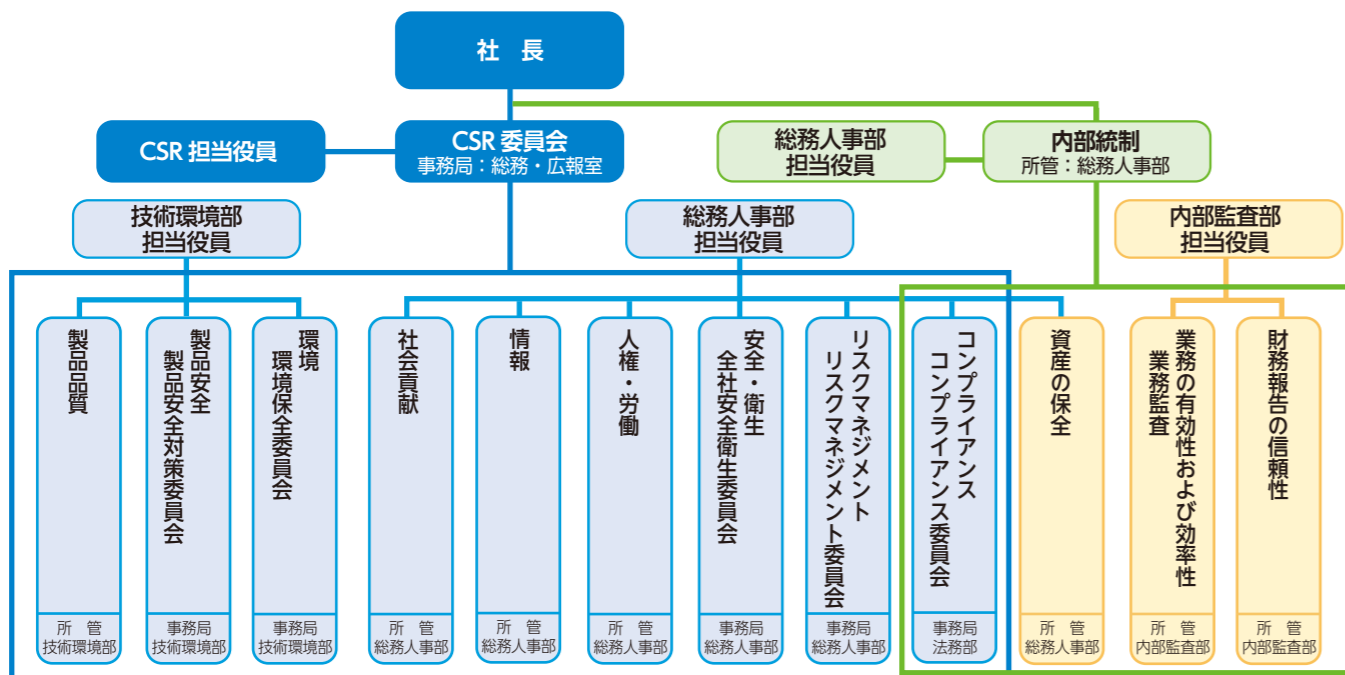 社　長
CSR 担当役員
CSR 委員会
事務局：総務・広報室
総務人事部
担当役員
内部統制
所管：総務人事部
技術環境部
担当役員
総務人事部
担当役員
内部監査部
担当役員
製品品質
所　管
技術環境部
製品安全
製品安全対策委員会
事務局
技術環境部
環境
環境保全委員会
事務局
技術環境部
社会貢献
所　管
総務人事部
情報
所　管
総務人事部
人権・労働
所　管
総務人事部
安全・衛生
全社安全衛生委員会
事務局
総務人事部
リスクマネジメント
リスクマネジメント委員会
事務局
総務人事部
コンプライアンス
コンプライアンス委員会
事務局
法務部
資産の保全
所　管
総務人事部
業務の有効性および効率性
業務監査
所　管
内部監査部
財務報告の信頼性
所　管
内部監査部